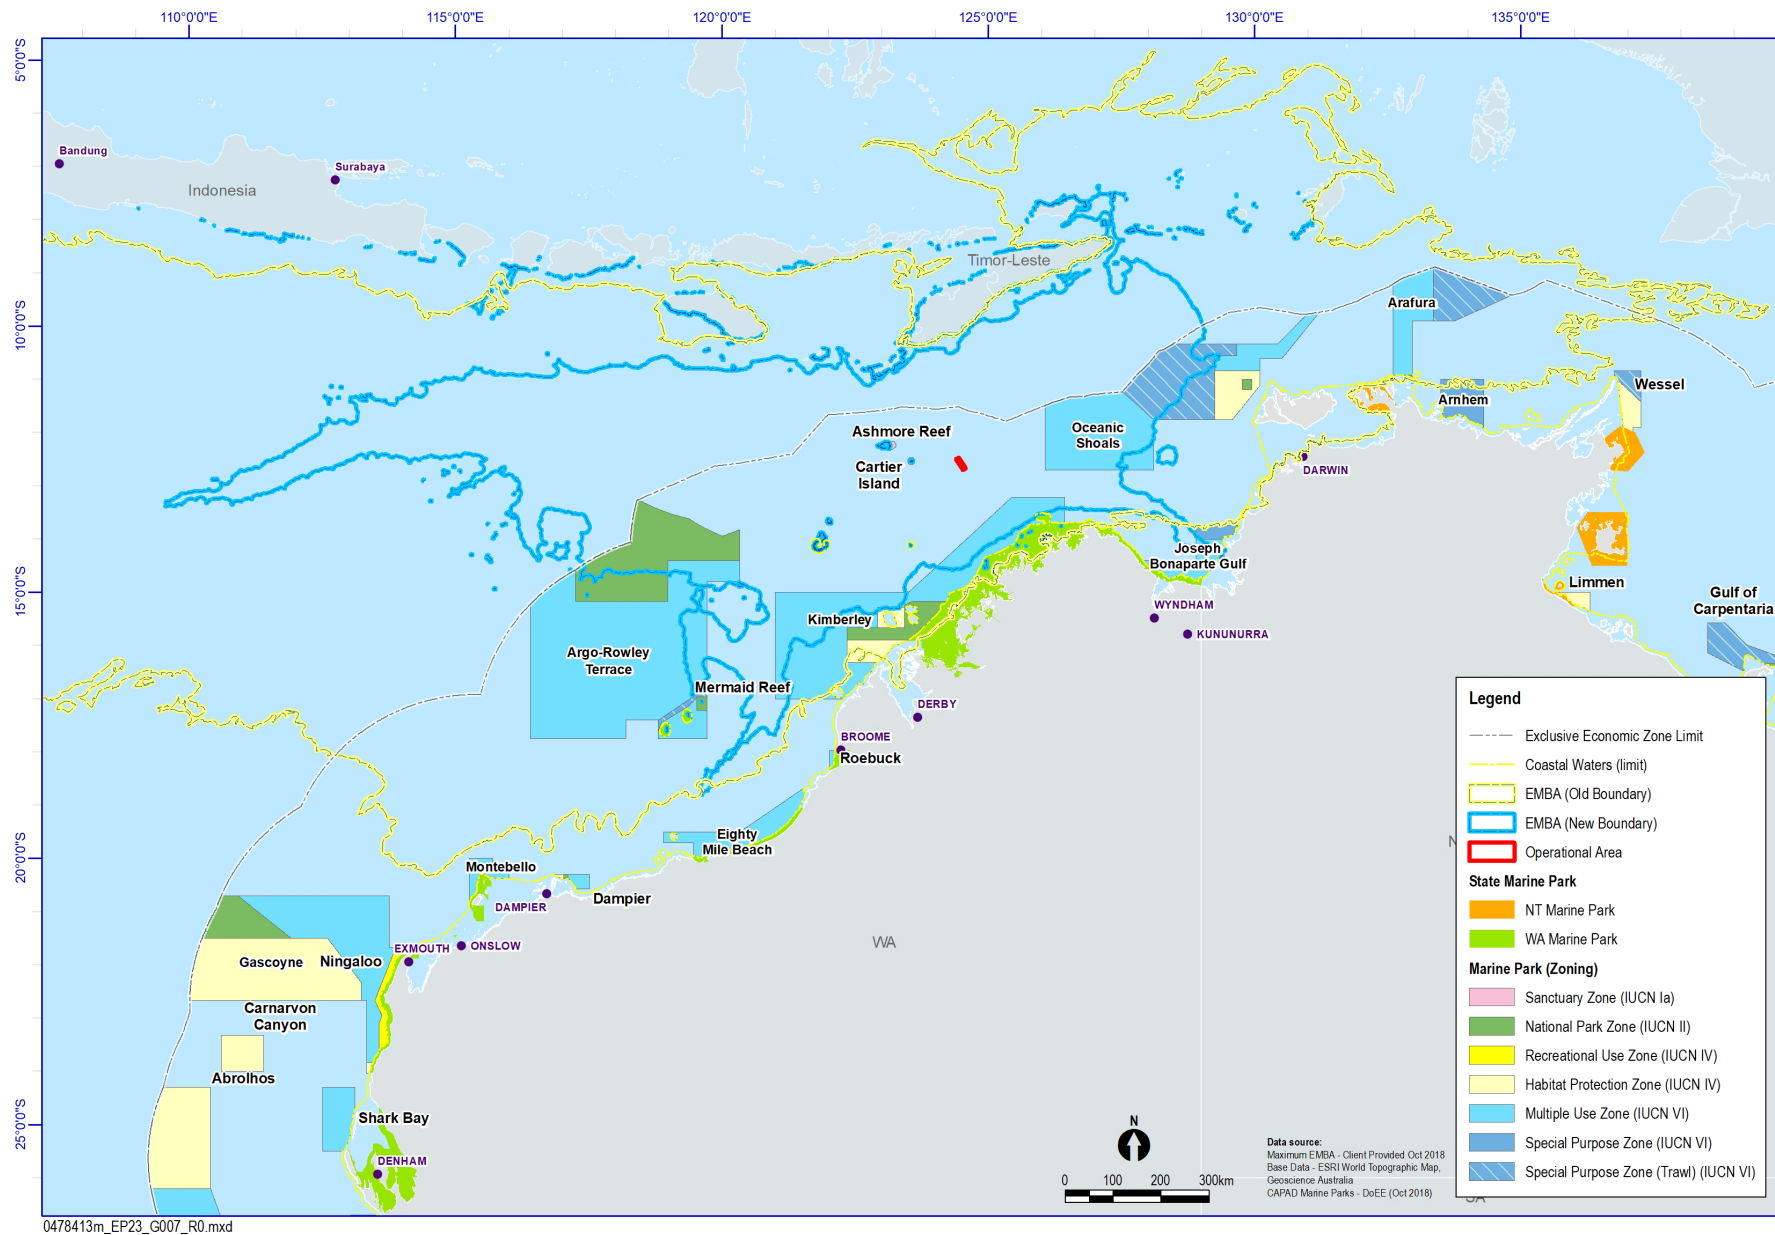 110°0'0"E
115°0'0"E
120°0'0"E
125°0'0"E
130°0'0"E
135°0'0"E
5°0'0"S
10°0'0"S
15°0'0"S
20°0'0"S
25°0'0"S
Bandung
Surabaya
Indonesia
Timor-Leste
Arafura
Wessel
Arnhem
Oceanic
Shoals
Ashmore Reef
Cartier
Island
DARWIN
Joseph
Bonaparte Gulf
Limmen
Gulf of
Carpentaria
WYNDHAM
KUNUNURRA
Kimberley
Argo-Rowley
Terrace
Mermaid Reef
DERBY
BROOME
Roebuck
Eighty
Mile Beach
Montebello
DAMPIER
Dampier
EXMOUTH
ONSLOW
WA
Gascoyne
Ningaloo
Carnarvon
Canyon
Abrolhos
Shark Bay
DENHAM
N
SA
Legend
Exclusive Economic Zone Limit
Coastal Waters (limit)
EMBA (Old Boundary)
EMBA (New Boundary)
Operational Area
State Marine Park
NT Marine Park
WA Marine Park
Marine Park (Zoning)
Sanctuary Zone (IUCN Ia)
National Park Zone (IUCN II)
Recreational Use Zone (IUCN IV)
Habitat Protection Zone (IUCN IV)
Multiple Use Zone (IUCN VI)
Special Purpose Zone (IUCN VI)
Special Purpose Zone (Trawl) (IUCN VI)
N
0 100 200 300km
Data source:
Maximum EMBA - Client Provided Oct 2018
Base Data - ESRI World Topographic Map,
Geoscience Australia
CAPAD Marine Parks - DoEE (Oct 2018)
0478413m_EP23_G007_R0.mxd